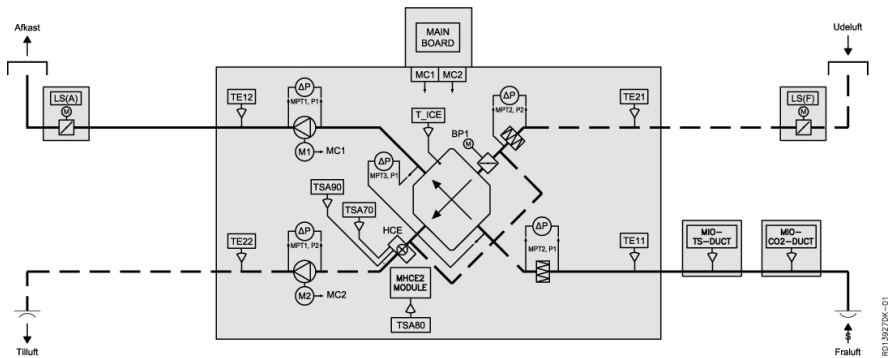 Afkast
Udeluft
MAIN
BOARD
MC1
MC2
LS(A)
M
TE12
ΔP
MPT1, P1
M1
MC1
T_ICE
BP1
M
ΔP
MPT2, P2
TE21
LS(F)
M
ΔP
MPT3, P1
TSA90
TSA70
HCE
TE22
ΔP
MPT1, P2
M2
MC2
MHCE2
MODULE
TSA80
ΔP
MPT2, P1
TE11
MIO-
TS-DUCT
MIO-
CO2-DUCT
Tilluft
Fraluft
RD13927DK-01